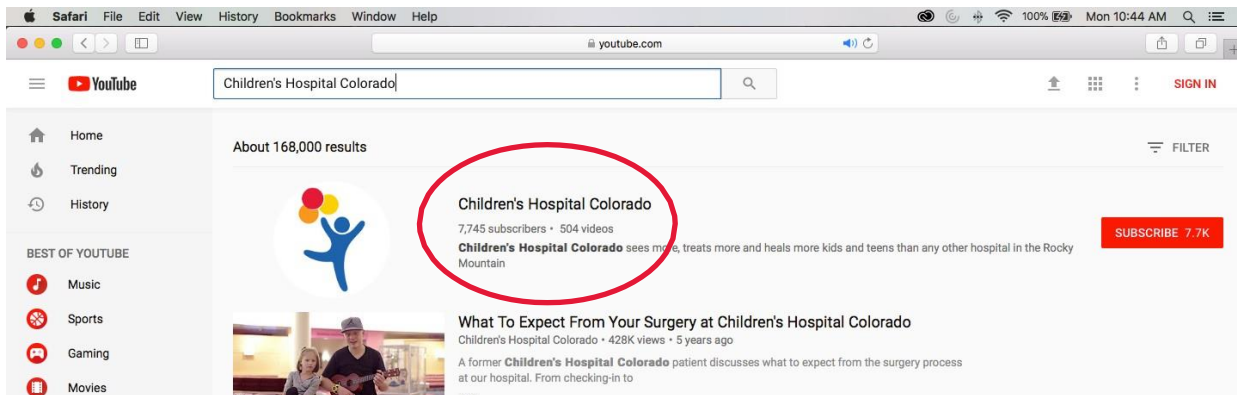 Safari File Edit View History Bookmarks Window Help 100% Mon 10:44 AM
youtube.com
YouTube Children's Hospital Colorado SIGN IN
Home
Trending
History
BEST OF YOUTUBE
Music
Sports
Gaming
Movies
About 168,000 results FILTER
Children's Hospital Colorado
7,745 subscribers • 504 videos
Children's Hospital Colorado sees more, treats more and heals more kids and teens than any other hospital in the Rocky
Mountain
SUBSCRIBE 7.7K
What To Expect From Your Surgery at Children's Hospital Colorado
Children's Hospital Colorado • 428K views • 5 years ago
A former Children's Hospital Colorado patient discusses what to expect from the surgery process
at our hospital. From checking-in to